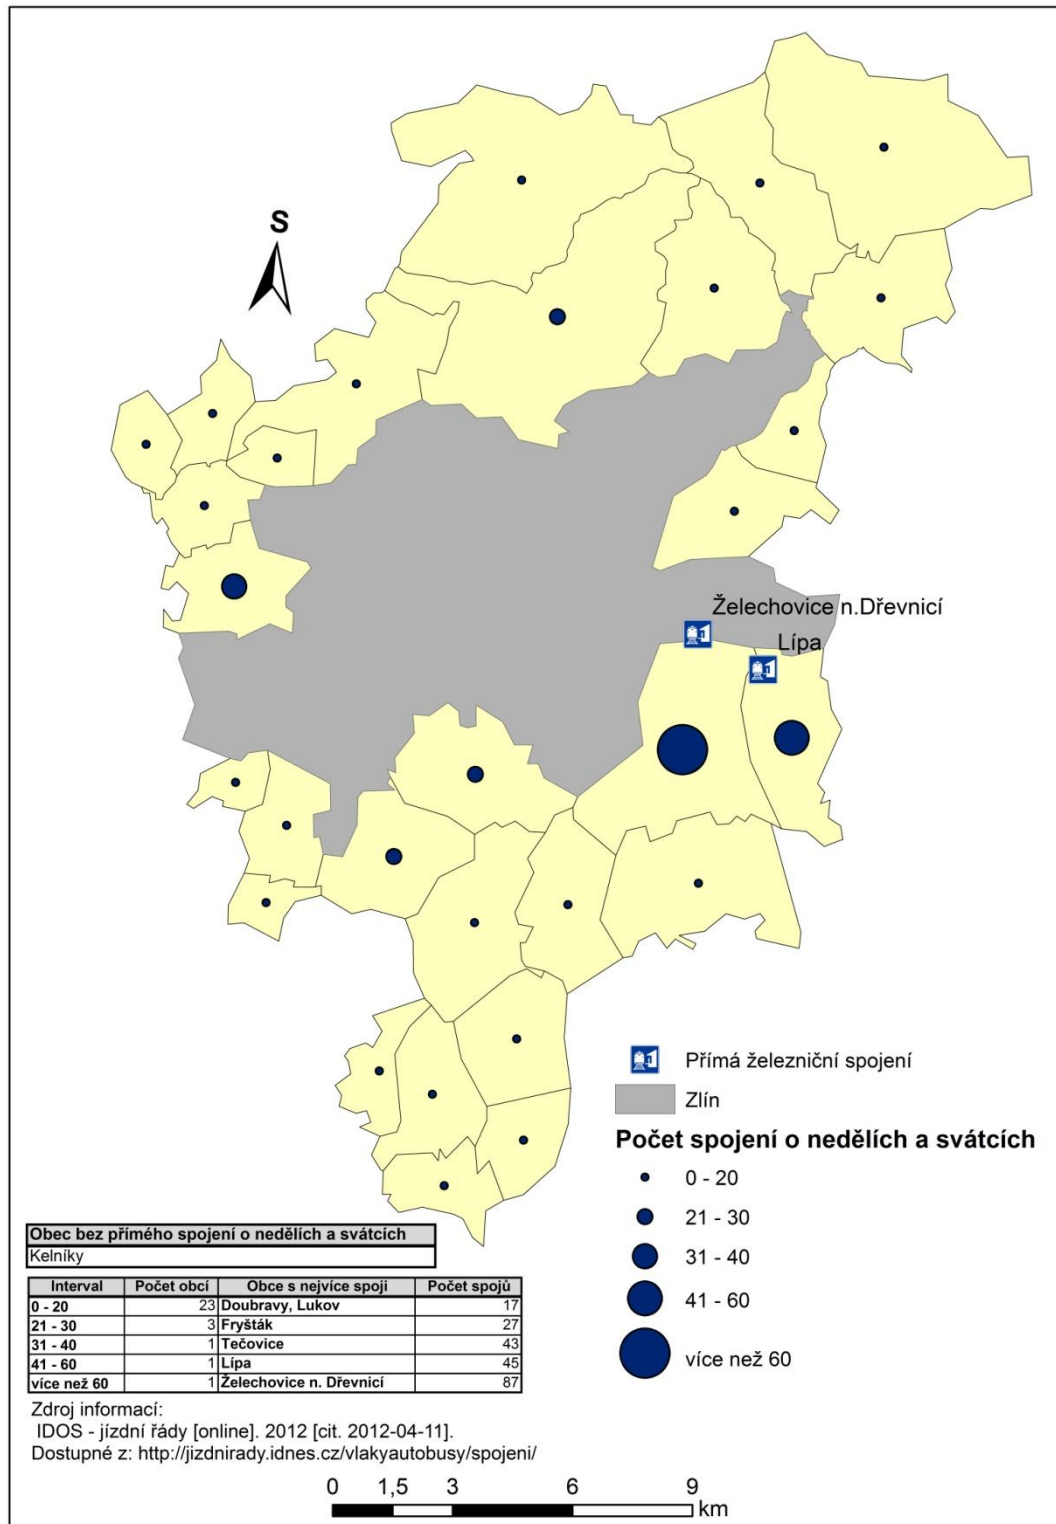 S
Želechovice n.Dřevnicí
Lípa
Přímá železniční spojení
Zlín
Počet spojení o nedělích a svátcích
0 - 20
21 - 30
31 - 40
41 - 60
více než 60
Obec bez přímého spojení o nedělích a svátcích
Kelníky
Interval Počet obcí Obce s nejvíce spoji Počet spojů
0 - 20 23 Doubravy, Lukov 17
21 - 30 3 Fryšták 27
31 - 40 1 Tečovice 43
41 - 60 1 Lípa 45
více než 60 1 Želechovice n. Dřevnicí 87
Zdroj informací:
IDOS - jízdní řády [online]. 2012 [cit. 2012-04-11].
Dostupné z: http://jizdnirady.idnes.cz/vlakyautobusy/spojeni/
0 1,5 3 6 9
km